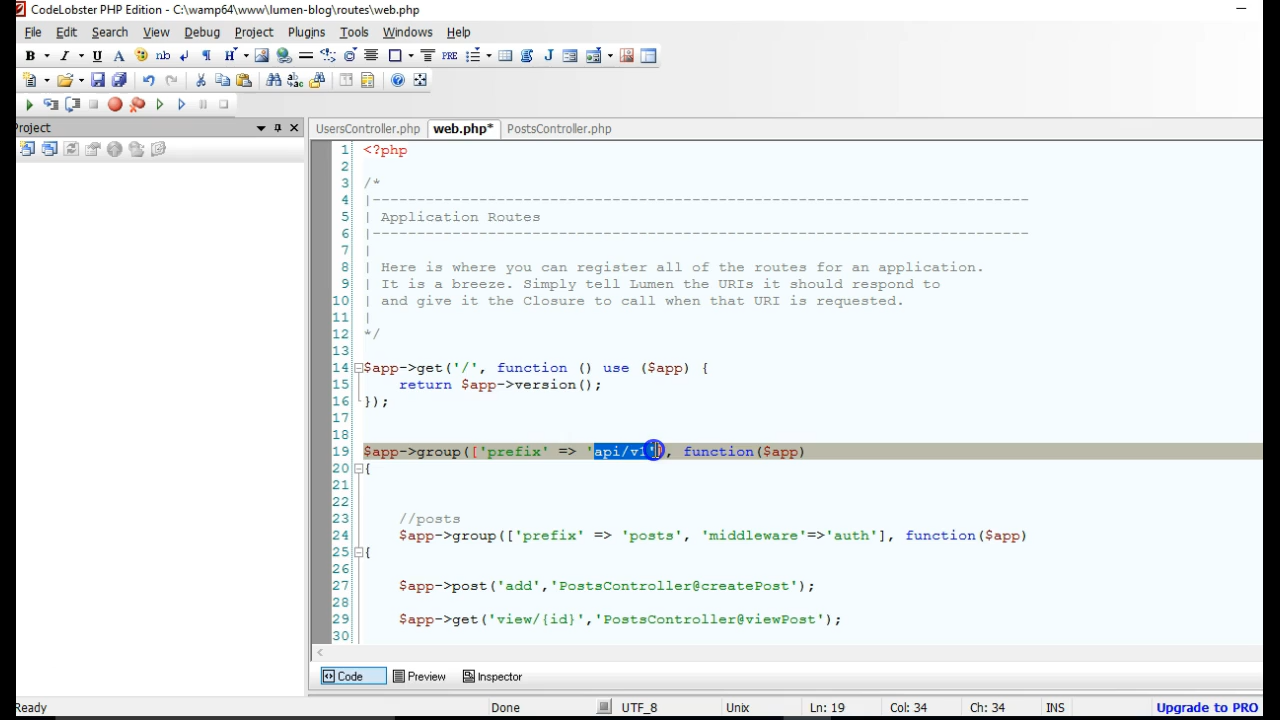 CodeLobster PHP Edition - C:\wamp64\www\lumen-blog\routes\web.php
File Edit Search View Debug Project Plugins Tools Windows Help
B I U A nb ¶ H PRE J
Project
UsersController.php web.php* PostsController.php
1 <?php
2
3 /*
4 |--------------------------------------------------------------------------
5 | Application Routes
6 |--------------------------------------------------------------------------
7 |
8 | Here is where you can register all of the routes for an application.
9 | It is a breeze. Simply tell Lumen the URIs it should respond to
10 | and give it the Closure to call when that URI is requested.
11 |
12 */
13
14 $app->get('/', function () use ($app) {
15 return $app->version();
16 });
17
18
19 $app->group(['prefix' => 'api/v1'], function($app)
20 {
21
22
23 //posts
24 $app->group(['prefix' => 'posts', 'middleware'=>'auth'], function($app)
25 {
26
27 $app->post('add','PostsController@createPost');
28
29 $app->get('view/{id}','PostsController@viewPost');
30
Code Preview Inspector
Ready Done UTF_8 Unix Ln: 19 Col: 34 Ch: 34 INS Upgrade to PRO